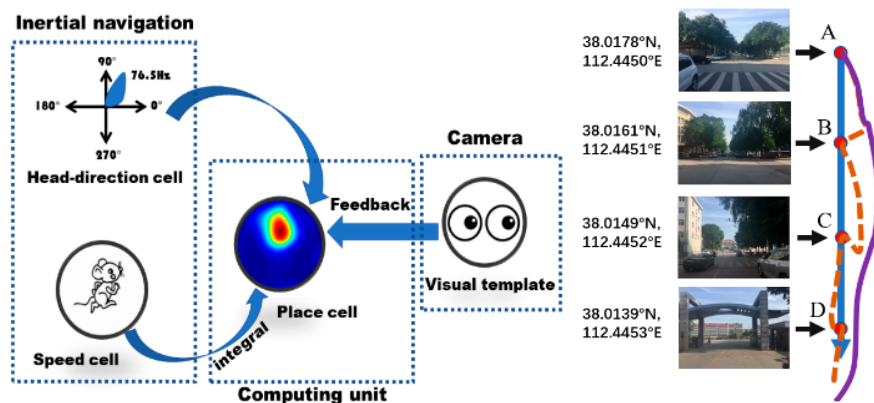 Inertial navigation
90°
76.5Hz
180°
0°
270°
Head-direction cell
Speed cell
integral
Feedback
Place cell
Computing unit
Camera
Visual template
38.0178°N,
112.4450°E
38.0161°N,
112.4451°E
38.0149°N,
112.4452°E
38.0139°N,
112.4453°E
A
B
C
D